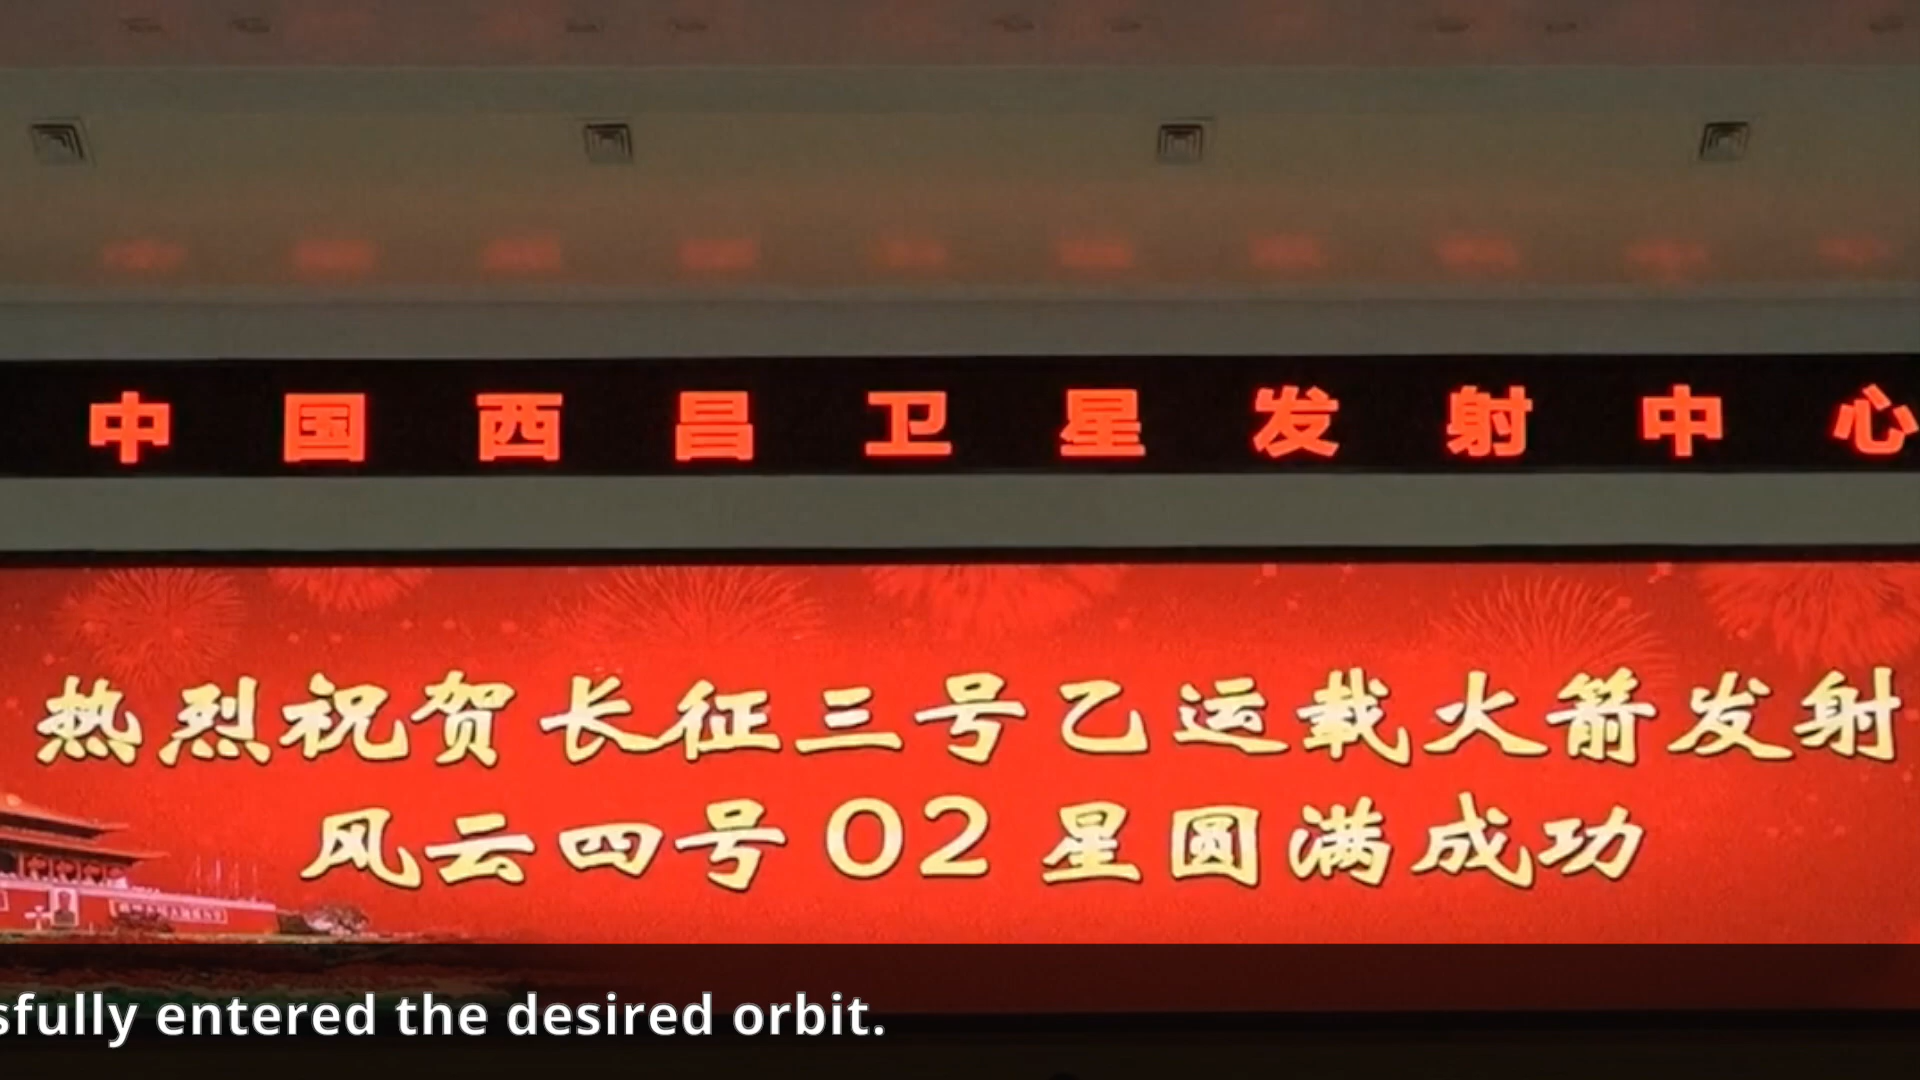 中国西昌卫星发射中心
热烈祝贺长征三号乙运载火箭发射
风云四号02星圆满成功
sfully entered the desired orbit.